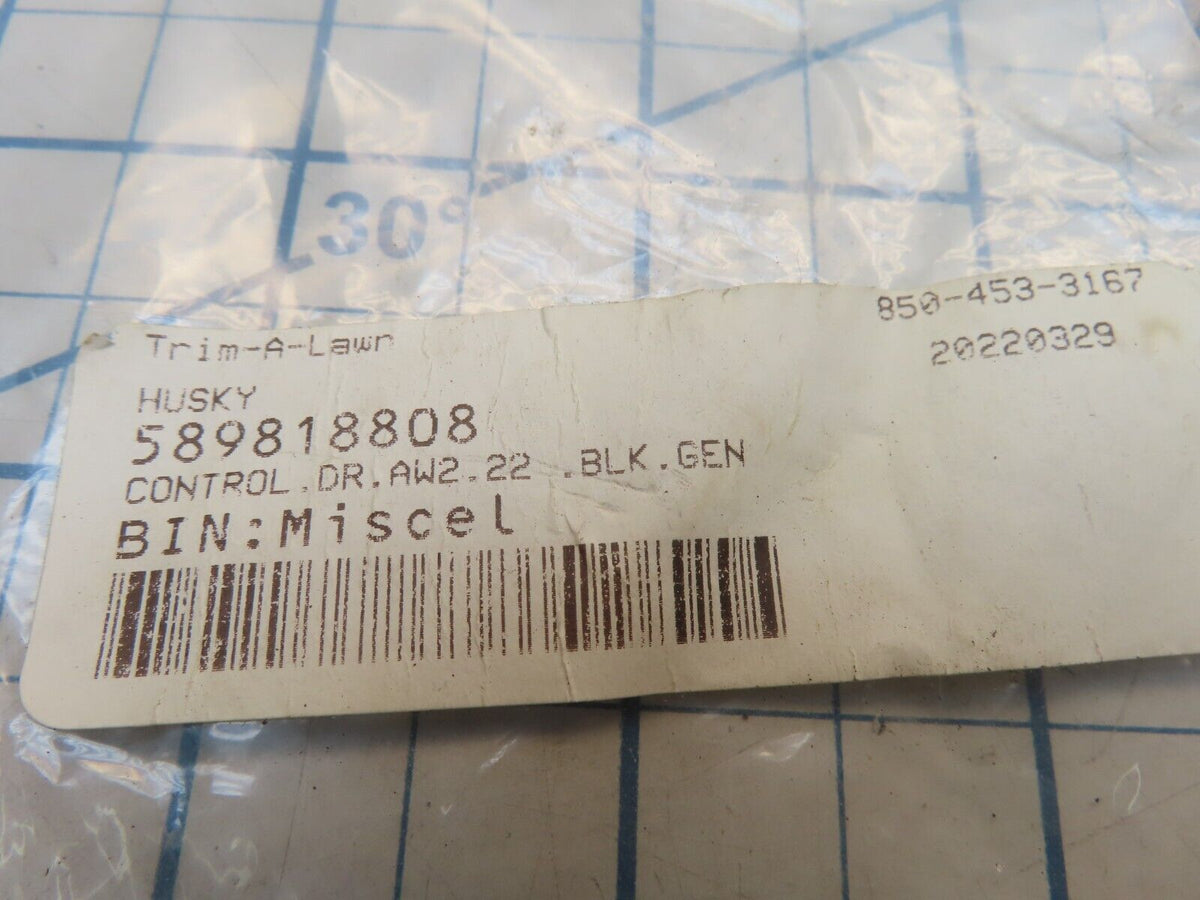 30°
Trim-A-Lawn
850-453-3167
20220329
HUSKY
589818808
CONTROL.DR.AW2.22 .BLK.GEN
BIN:Miscel